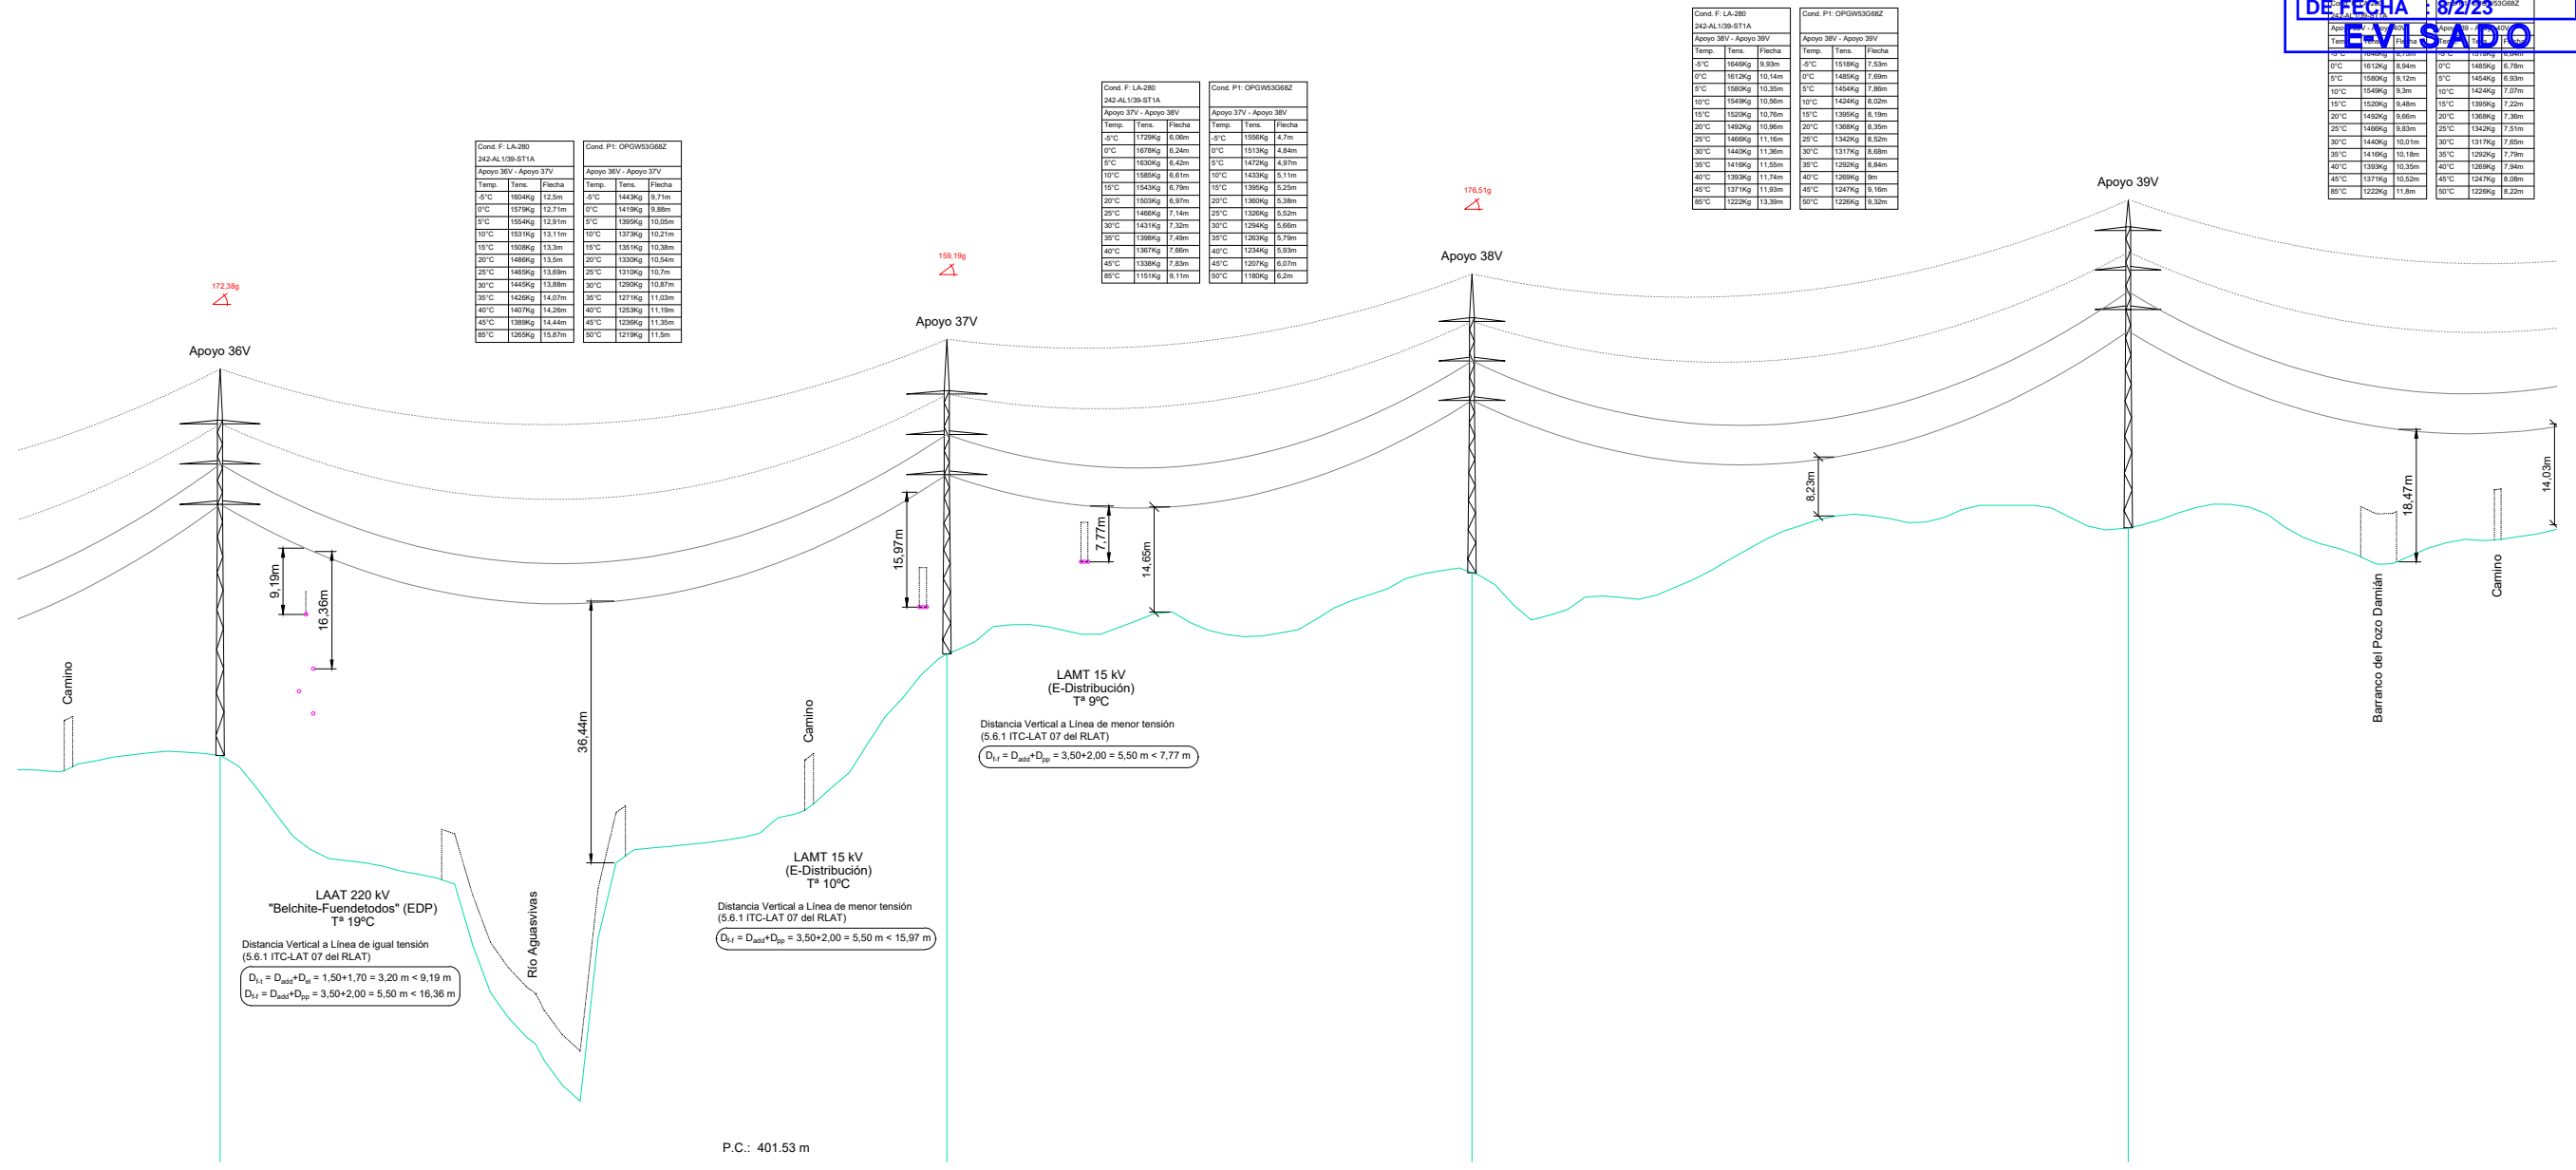 DE FECHA : 8/2/23
E-VISADO
Cond. F: LA-280
242-AL1/39-ST1A
Apoyo 36V - Apoyo 37V
Temp. Tens. Flecha
-5°C 1604Kg 12,5m
0°C 1579Kg 12,71m
5°C 1554Kg 12,91m
10°C 1531Kg 13,11m
15°C 1508Kg 13,3m
20°C 1486Kg 13,5m
25°C 1465Kg 13,69m
30°C 1445Kg 13,88m
35°C 1426Kg 14,07m
40°C 1407Kg 14,26m
45°C 1389Kg 14,44m
85°C 1265Kg 15,87m
Cond. P1: OPGW53G68Z
Apoyo 36V - Apoyo 37V
Temp. Tens. Flecha
-5°C 1443Kg 9,71m
0°C 1419Kg 9,88m
5°C 1395Kg 10,05m
10°C 1373Kg 10,21m
15°C 1351Kg 10,38m
20°C 1330Kg 10,54m
25°C 1310Kg 10,7m
30°C 1290Kg 10,87m
35°C 1271Kg 11,03m
40°C 1253Kg 11,19m
45°C 1236Kg 11,35m
50°C 1219Kg 11,5m
Cond. F: LA-280
242-AL1/39-ST1A
Apoyo 37V - Apoyo 38V
Temp. Tens. Flecha
-5°C 1729Kg 6,06m
0°C 1678Kg 6,24m
5°C 1630Kg 6,42m
10°C 1585Kg 6,61m
15°C 1543Kg 6,79m
20°C 1503Kg 6,97m
25°C 1466Kg 7,14m
30°C 1431Kg 7,32m
35°C 1398Kg 7,49m
40°C 1367Kg 7,66m
45°C 1338Kg 7,83m
85°C 1151Kg 9,11m
Cond. P1: OPGW53G68Z
Apoyo 37V - Apoyo 38V
Temp. Tens. Flecha
-5°C 1556Kg 4,7m
0°C 1513Kg 4,84m
5°C 1472Kg 4,97m
10°C 1433Kg 5,11m
15°C 1395Kg 5,25m
20°C 1360Kg 5,38m
25°C 1326Kg 5,52m
30°C 1294Kg 5,66m
35°C 1263Kg 5,79m
40°C 1234Kg 5,93m
45°C 1207Kg 6,07m
50°C 1180Kg 6,2m
Cond. F: LA-280
242-AL1/39-ST1A
Apoyo 38V - Apoyo 39V
Temp. Tens. Flecha
-5°C 1646Kg 9,93m
0°C 1612Kg 10,14m
5°C 1580Kg 10,35m
10°C 1549Kg 10,56m
15°C 1520Kg 10,76m
20°C 1492Kg 10,96m
25°C 1466Kg 11,16m
30°C 1440Kg 11,36m
35°C 1416Kg 11,55m
40°C 1393Kg 11,74m
45°C 1371Kg 11,93m
85°C 1222Kg 13,39m
Cond. P1: OPGW53G68Z
Apoyo 38V - Apoyo 39V
Temp. Tens. Flecha
-5°C 1518Kg 7,53m
0°C 1485Kg 7,69m
5°C 1454Kg 7,86m
10°C 1424Kg 8,02m
15°C 1395Kg 8,19m
20°C 1368Kg 8,35m
25°C 1342Kg 8,52m
30°C 1317Kg 8,68m
35°C 1292Kg 8,84m
40°C 1269Kg 9m
45°C 1247Kg 9,16m
50°C 1226Kg 9,32m
0°C 1612Kg 8,94m
5°C 1580Kg 9,12m
10°C 1549Kg 9,3m
15°C 1520Kg 9,48m
20°C 1492Kg 9,66m
25°C 1466Kg 9,83m
30°C 1440Kg 10,01m
35°C 1416Kg 10,18m
40°C 1393Kg 10,35m
45°C 1371Kg 10,52m
85°C 1222Kg 11,8m
0°C 1485Kg 6,78m
5°C 1454Kg 6,93m
10°C 1424Kg 7,07m
15°C 1395Kg 7,22m
20°C 1368Kg 7,36m
25°C 1342Kg 7,51m
30°C 1317Kg 7,65m
35°C 1292Kg 7,79m
40°C 1269Kg 7,94m
45°C 1247Kg 8,08m
50°C 1226Kg 8,22m
172,38g
159,19g
176,51g
Apoyo 36V
Apoyo 37V
Apoyo 38V
Apoyo 39V
Camino
9,19m
16,36m
36,44m
15,97m
7,77m
14,65m
8,23m
18,47m
14,03m
Camino
Río Aguasvivas
Barranco del Pozo Damián
Camino
LAAT 220 kV
"Belchite-Fuendetodos" (EDP)
Tª 19ºC
Distancia Vertical a Línea de igual tensión
(5.6.1 ITC-LAT 07 del RLAT)
Df-t = Dadd+Del = 1,50+1,70 = 3,20 m < 9,19 m
Df-f = Dadd+Dpp = 3,50+2,00 = 5,50 m < 16,36 m
LAMT 15 kV
(E-Distribución)
Tª 10ºC
Distancia Vertical a Línea de menor tensión
(5.6.1 ITC-LAT 07 del RLAT)
Df-f = Dadd+Dpp = 3,50+2,00 = 5,50 m < 15,97 m
LAMT 15 kV
(E-Distribución)
Tª 9ºC
Distancia Vertical a Línea de menor tensión
(5.6.1 ITC-LAT 07 del RLAT)
Df-f = Dadd+Dpp = 3,50+2,00 = 5,50 m < 7,77 m
P.C.: 401.53 m